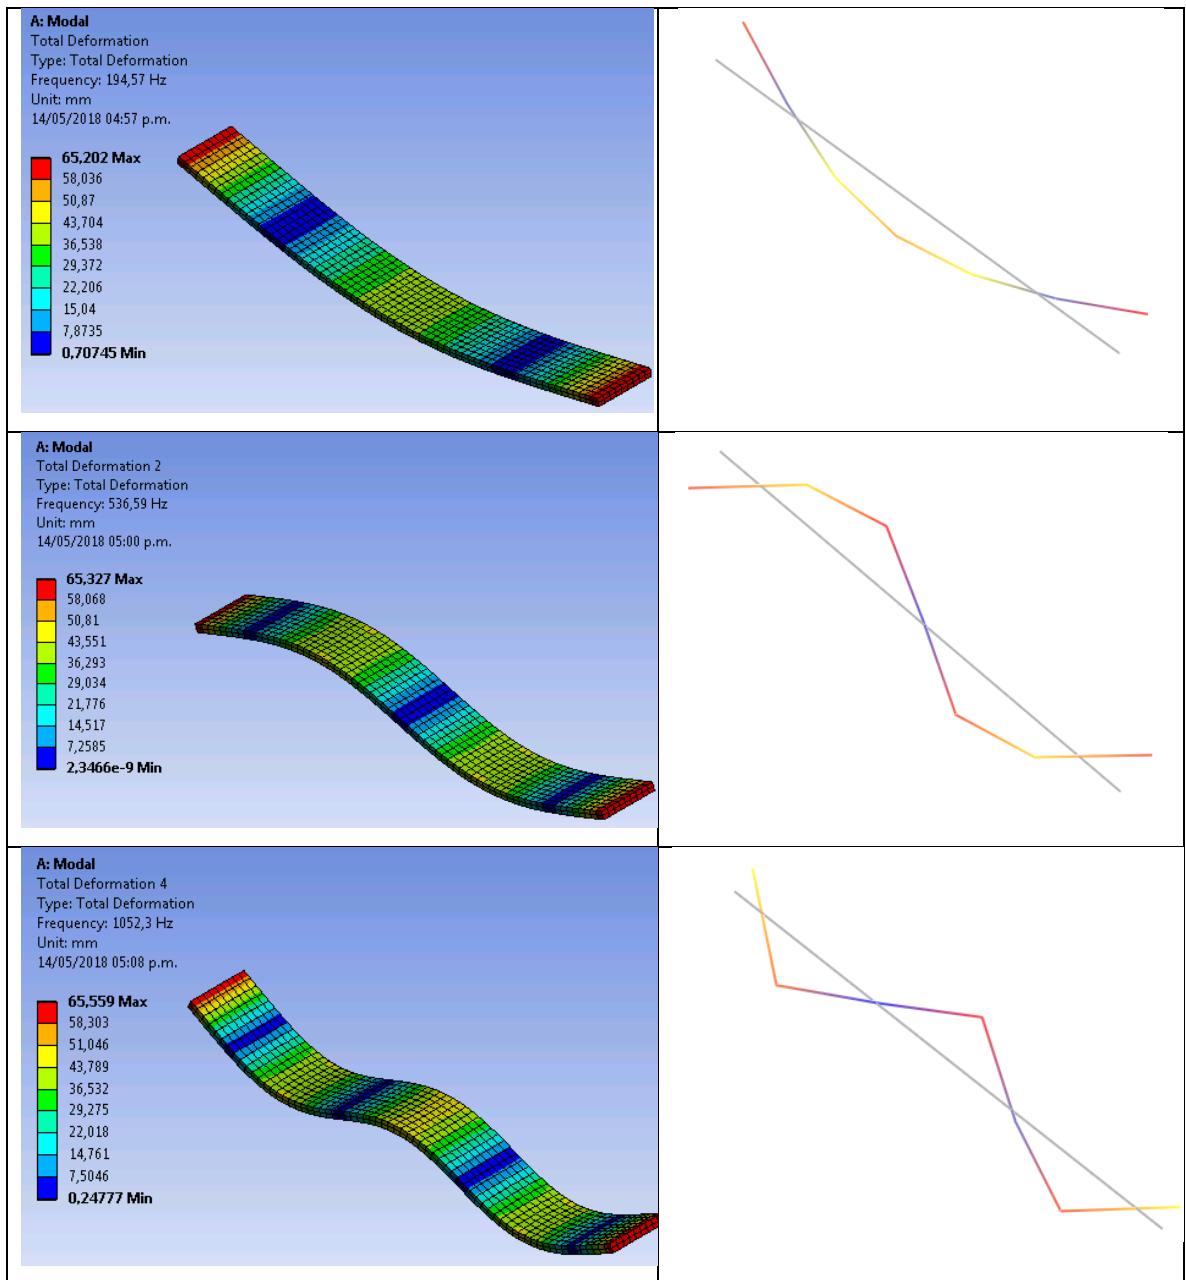 A: Modal
Total Deformation
Type: Total Deformation
Frequency: 194,57 Hz
Unit: mm
14/05/2018 04:57 p.m.
65,202 Max
58,036
50,87
43,704
36,538
29,372
22,206
15,04
7,8735
0,70745 Min
A: Modal
Total Deformation 2
Type: Total Deformation
Frequency: 536,59 Hz
Unit: mm
14/05/2018 05:00 p.m.
65,327 Max
58,068
50,81
43,551
36,293
29,034
21,776
14,517
7,2585
2,3466e-9 Min
A: Modal
Total Deformation 4
Type: Total Deformation
Frequency: 1052,3 Hz
Unit: mm
14/05/2018 05:08 p.m.
65,559 Max
58,303
51,046
43,789
36,532
29,275
22,018
14,761
7,5046
0,24777 Min